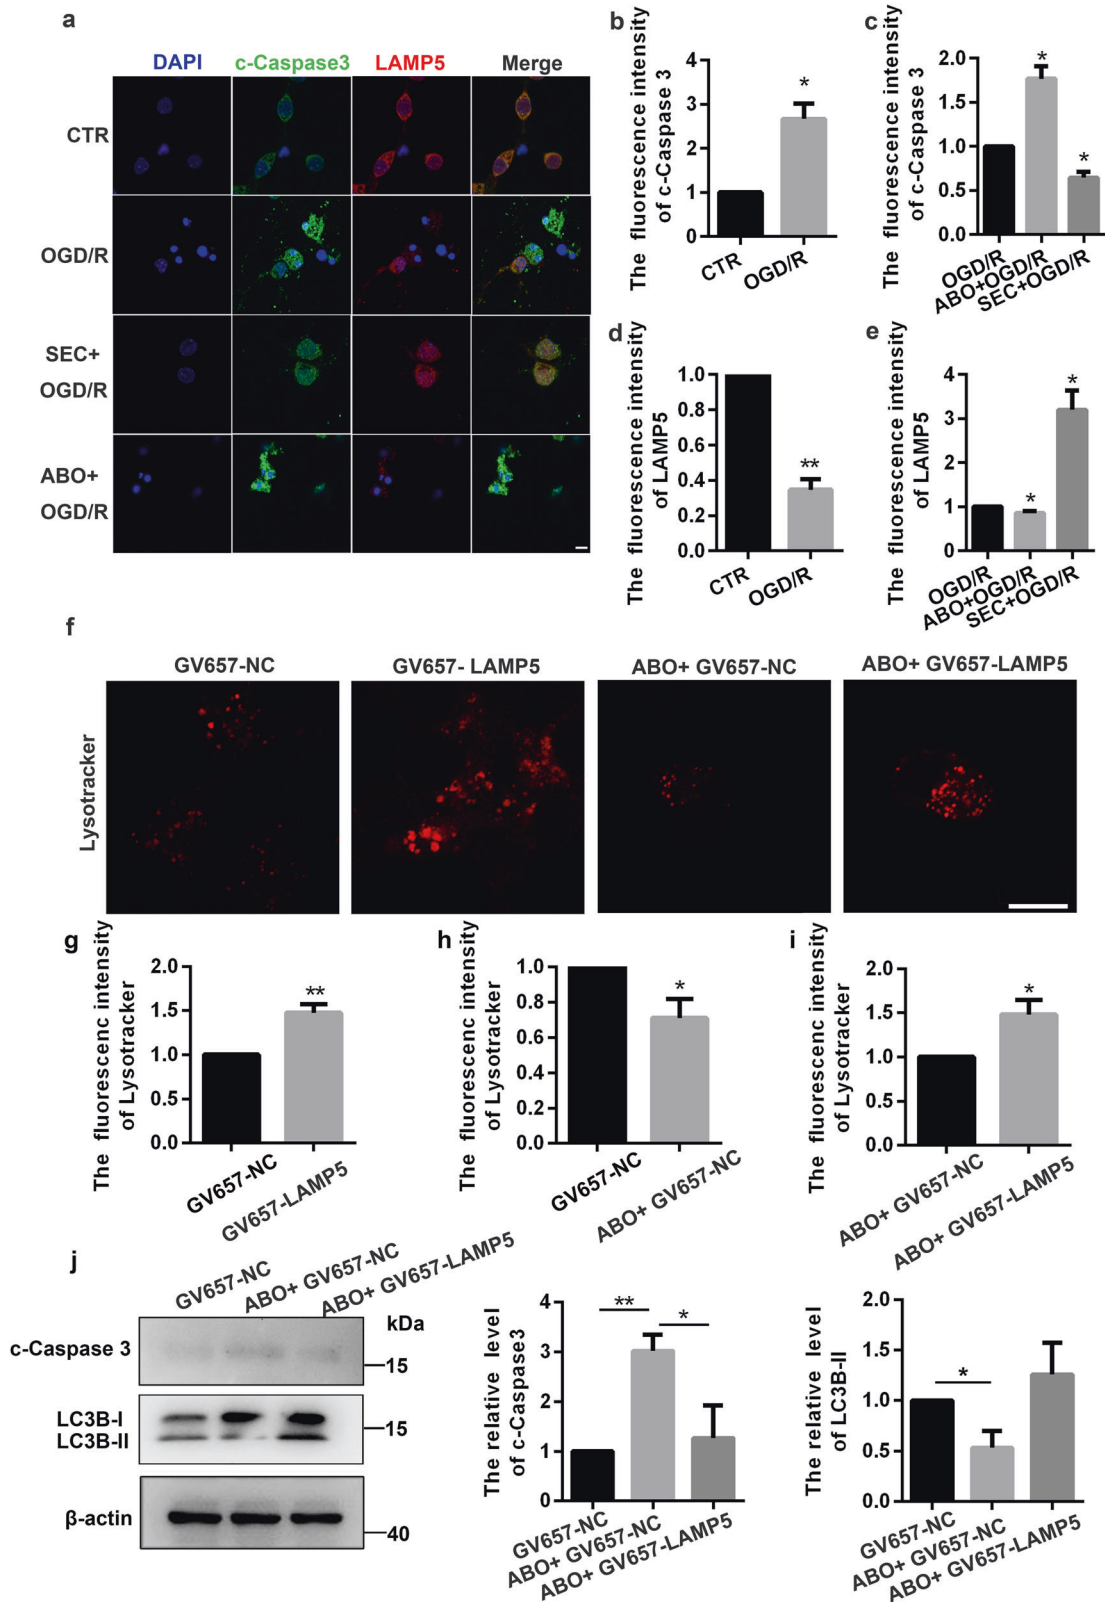 a
DAPI c-Caspase3 LAMP5 Merge
CTR
OGD/R
SEC+
OGD/R
ABO+
OGD/R
b
The fluorescence intensity
of c-Caspase 3
4
3
2
1
0
*
CTR
OGD/R
c
The fluorescence intensity
of c-Caspase 3
2.0
1.5
1.0
0.5
0.0
*
*
OGD/R
ABO+OGD/R
SEC+OGD/R
d
The fluorescence intensity
of LAMP5
1.0
0.8
0.6
0.4
0.2
0.0
**
CTR
OGD/R
e
The fluorescence intensity
of LAMP5
4
3
2
1
0
*
*
OGD/R
ABO+OGD/R
SEC+OGD/R
f
GV657-NC GV657- LAMP5 ABO+ GV657-NC ABO+ GV657-LAMP5
Lysotracker
g
The fluorescenc intensity
of Lysotracker
2.0
1.5
1.0
0.5
0.0
**
GV657-NC
GV657-LAMP5
h
The fluorescenc intensity
of Lysotracker
1.0
0.8
0.6
0.4
0.2
0.0
*
GV657-NC
ABO+ GV657-NC
i
The fluorescenc intensity
of Lysotracker
2.0
1.5
1.0
0.5
0.0
*
ABO+ GV657-NC
ABO+ GV657-LAMP5
j
GV657-NC
ABO+ GV657-NC
ABO+ GV657-LAMP5
kDa
c-Caspase 3
15
LC3B-I
15
LC3B-II
β-actin
40
The relative level
of c-Caspase3
4
3
2
1
0
**
*
GV657-NC
ABO+ GV657-NC
ABO+ GV657-LAMP5
The relative level
of LC3B-II
2.0
1.5
1.0
0.5
0.0
*
GV657-NC
ABO+ GV657-NC
ABO+ GV657-LAMP5